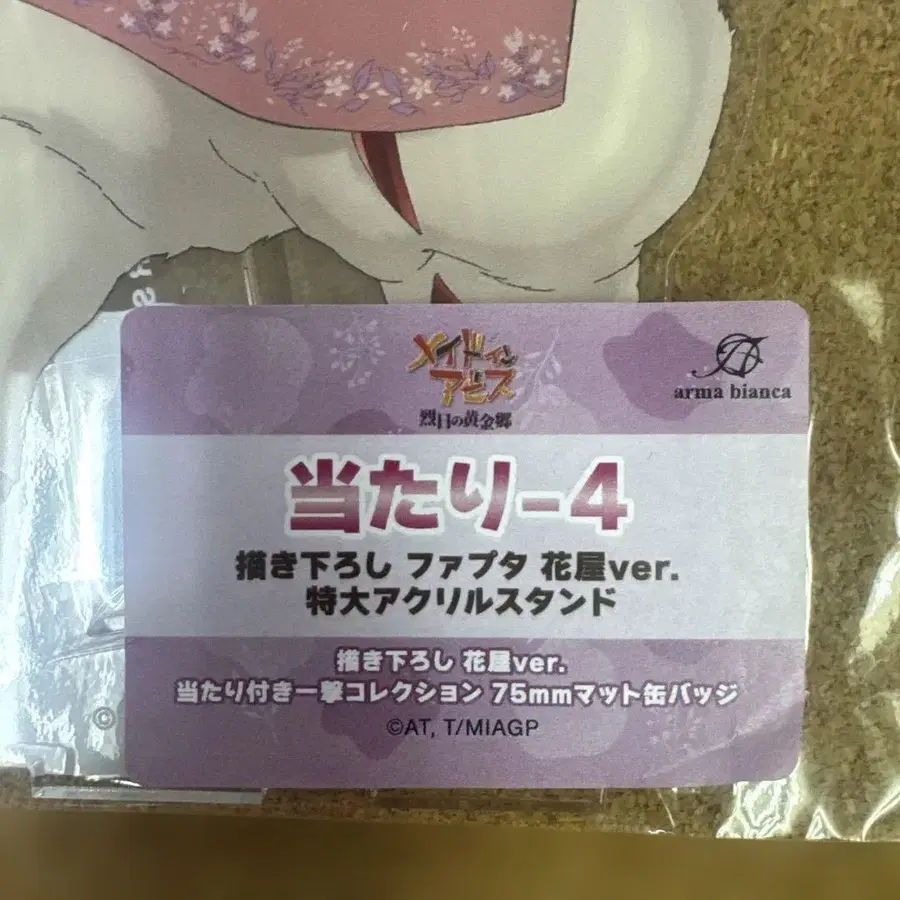 メイドイン
アビス
烈日の黄金郷
arma bianca
当たり-4
描き下ろし ファプタ 花屋ver.
特大アクリルスタンド
描き下ろし 花屋ver.
当たり付き一撃コレクション 75mmマット缶バッジ
©AT, T/MIAGP
©